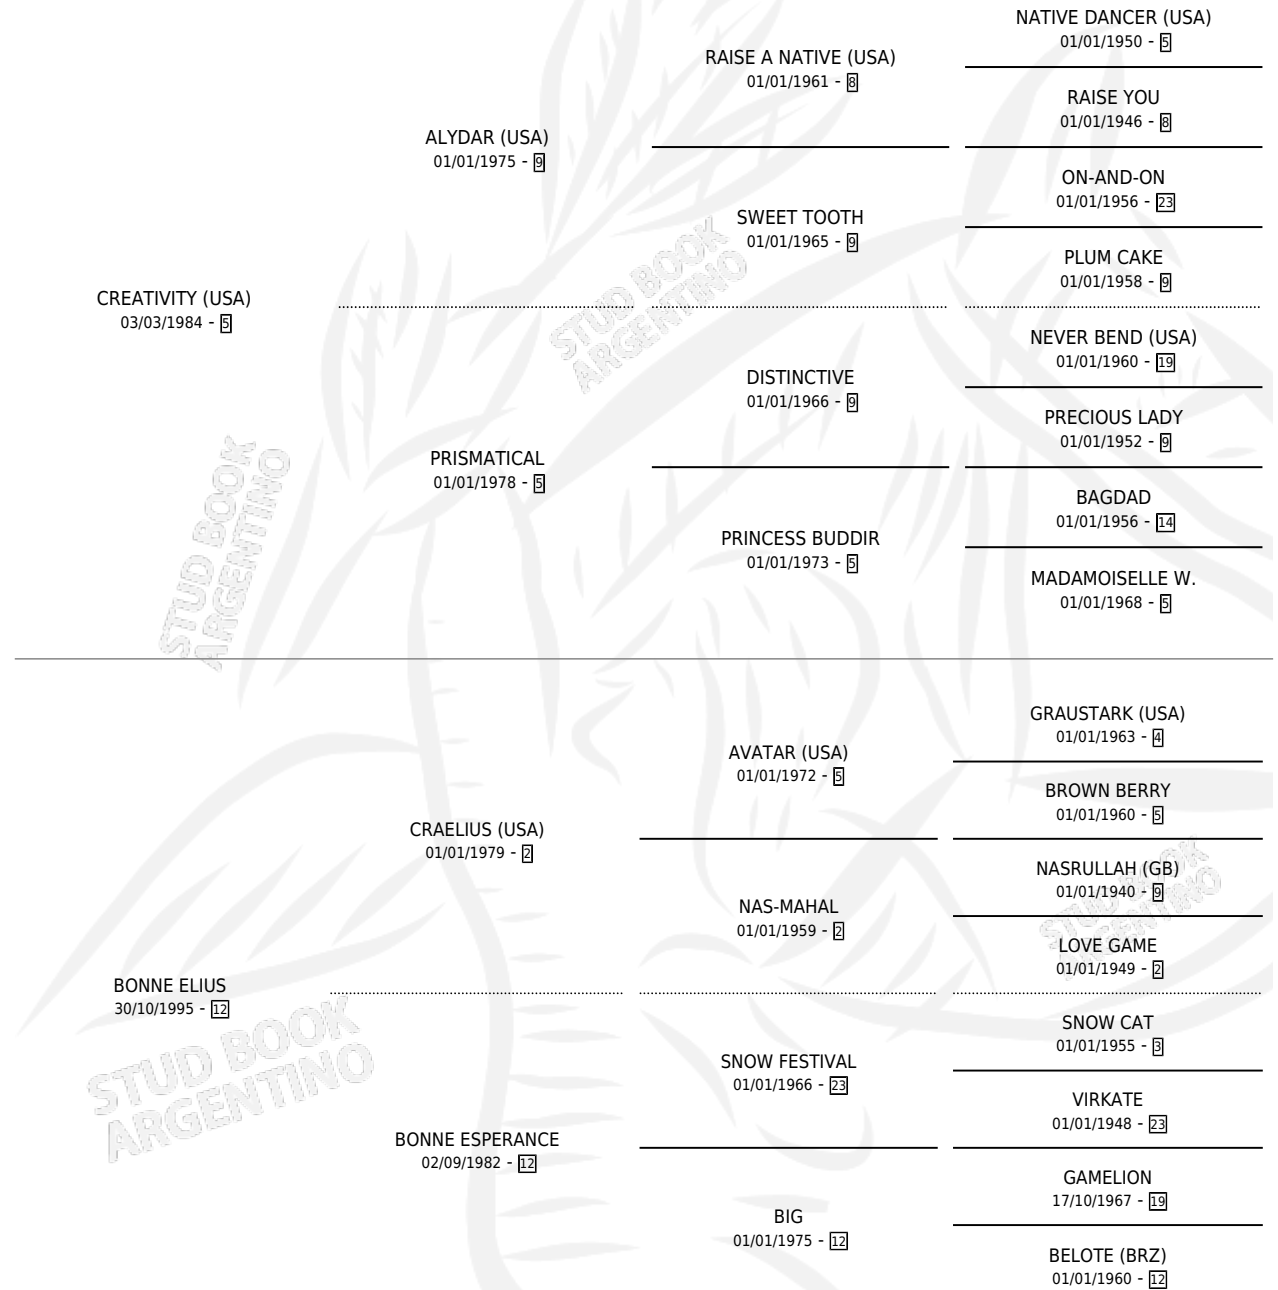 NATIVE DANCER (USA)
01/01/1950 - 5
RAISE A NATIVE (USA)
01/01/1961 - 8
RAISE YOU
01/01/1946 - 8
ALYDAR (USA)
01/01/1975 - 9
ON-AND-ON
01/01/1956 - 23
SWEET TOOTH
01/01/1965 - 9
PLUM CAKE
01/01/1958 - 9
CREATIVITY (USA)
03/03/1984 - 5
NEVER BEND (USA)
01/01/1960 - 19
DISTINCTIVE
01/01/1966 - 9
PRECIOUS LADY
01/01/1952 - 9
PRISMATICAL
01/01/1978 - 5
BAGDAD
01/01/1956 - 14
PRINCESS BUDDIR
01/01/1973 - 5
MADAMOISELLE W.
01/01/1968 - 5
STUD BOOK
ARGENTINO
STUD BOOK
ARGENTINO
GRAUSTARK (USA)
01/01/1963 - 4
AVATAR (USA)
01/01/1972 - 5
BROWN BERRY
01/01/1960 - 5
CRAELIUS (USA)
01/01/1979 - 2
NASRULLAH (GB)
01/01/1940 - 9
NAS-MAHAL
01/01/1959 - 2
LOVE GAME
01/01/1949 - 2
STUD BOOK
ARGENTINO
BONNE ELIUS
30/10/1995 - 12
SNOW CAT
01/01/1955 - 3
SNOW FESTIVAL
01/01/1966 - 23
VIRKATE
01/01/1948 - 23
BONNE ESPERANCE
02/09/1982 - 12
GAMELION
17/10/1967 - 19
BIG
01/01/1975 - 12
BELOTE (BRZ)
01/01/1960 - 12
STUD BOOK
ARGENTINO